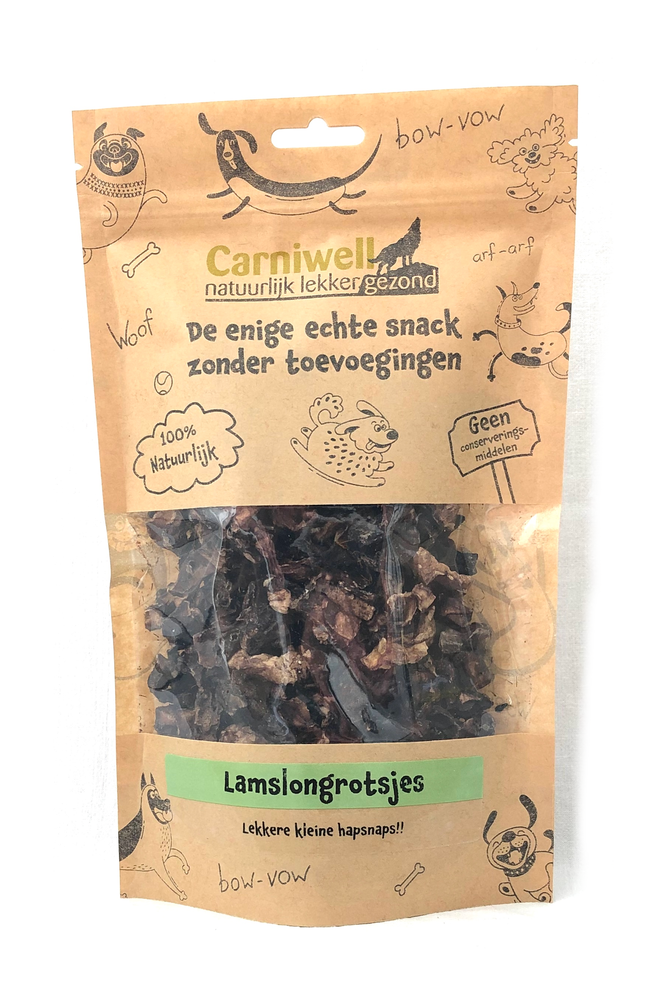 bow-vow
Carniwell
natuurlijk lekker gezond
arf-arf
Woof
De enige echte snack
zonder toevoegingen
100%
Natuurlijk
Geen
conserverings-
middelen
Lamslongrotsjes
Lekkere kleine hapsnaps!!
bow-vow